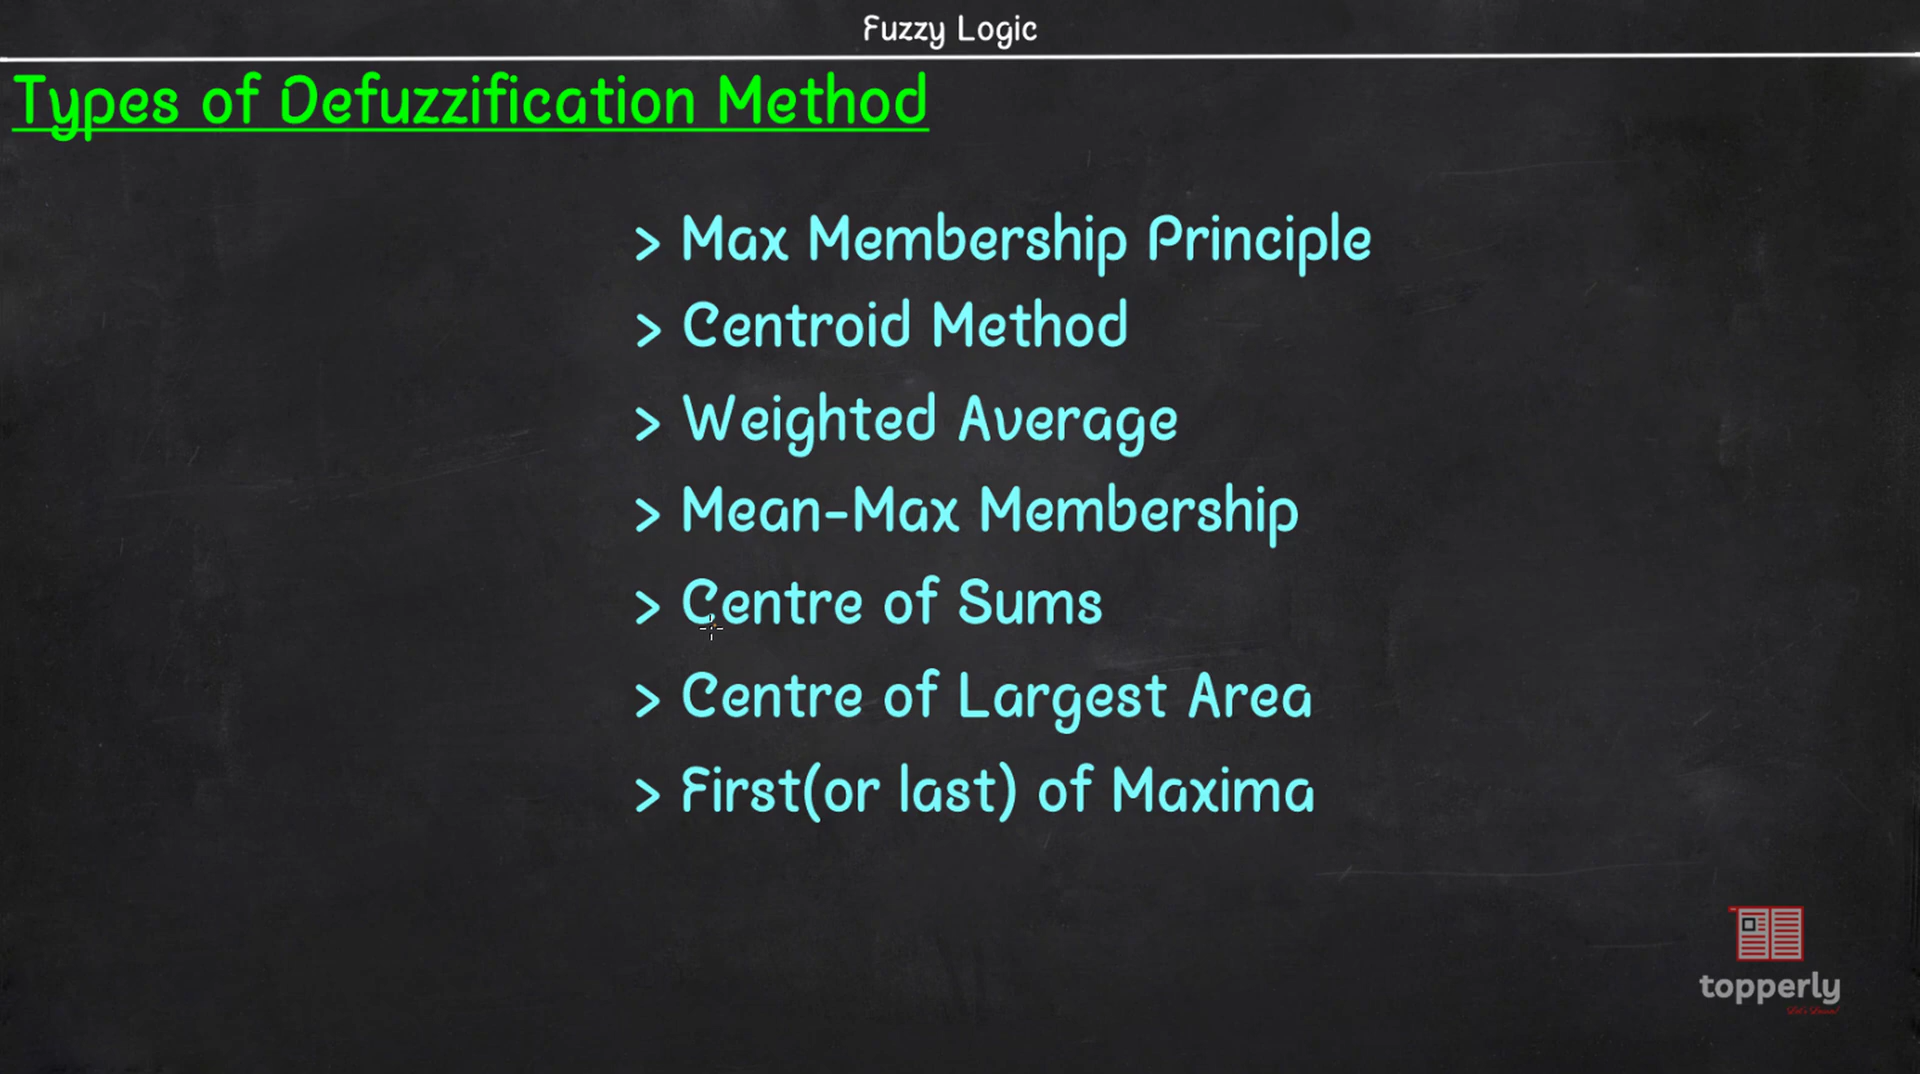 Fuzzy Logic
Types of Defuzzification Method
> Max Membership Principle
> Centroid Method
> Weighted Average
> Mean-Max Membership
> Centre of Sums
> Centre of Largest Area
> First(or last) of Maxima
topperly